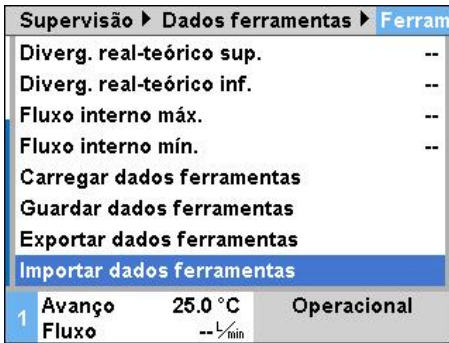 Supervisão ▶ Dados ferramentas ▶ Ferram
Diverg. real-teórico sup. --
Diverg. real-teórico inf. --
Fluxo interno máx. --
Fluxo interno mín. --
Carregar dados ferramentas
Guardar dados ferramentas
Exportar dados ferramentas
Importar dados ferramentas
1 Avanço 25.0 °C Operacional
Fluxo -- L/min